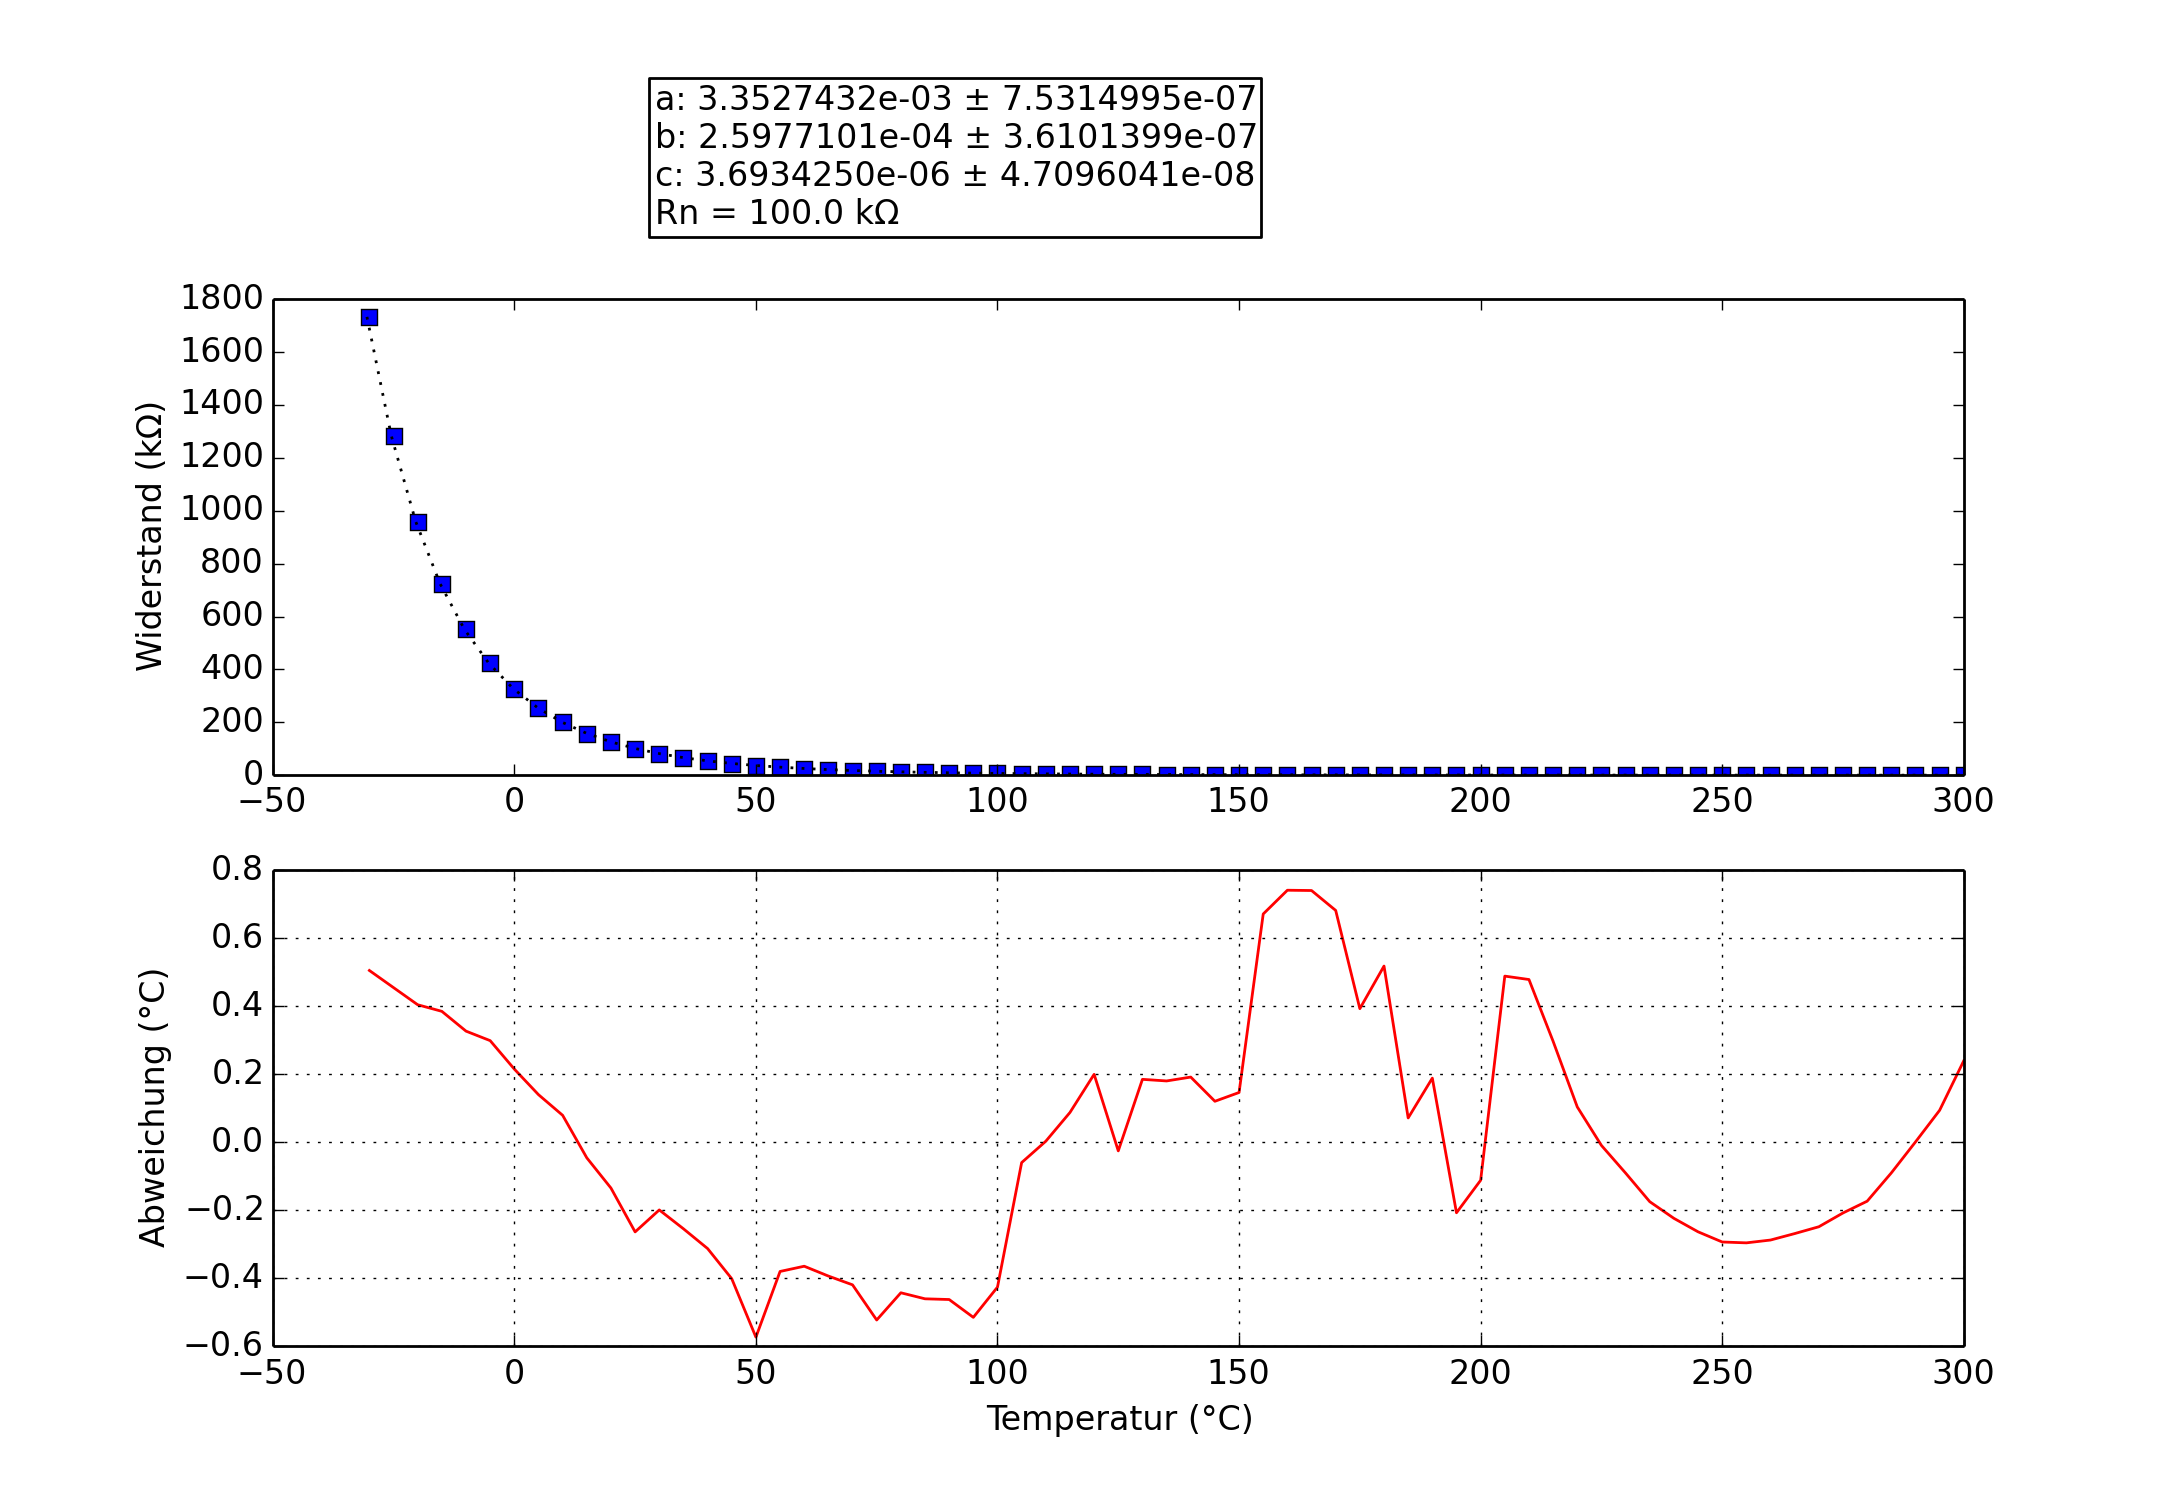 a: 3.3527432e-03 ± 7.5314995e-07
b: 2.5977101e-04 ± 3.6101399e-07
c: 3.6934250e-06 ± 4.7096041e-08
Rn = 100.0 kΩ
Widerstand (kΩ)
1800
1600
1400
1200
1000
800
600
400
200
0
−50 0 50 100 150 200 250 300
Abweichung (°C)
0.8
0.6
0.4
0.2
0.0
−0.2
−0.4
−0.6
−50 0 50 100 150 200 250 300
Temperatur (°C)